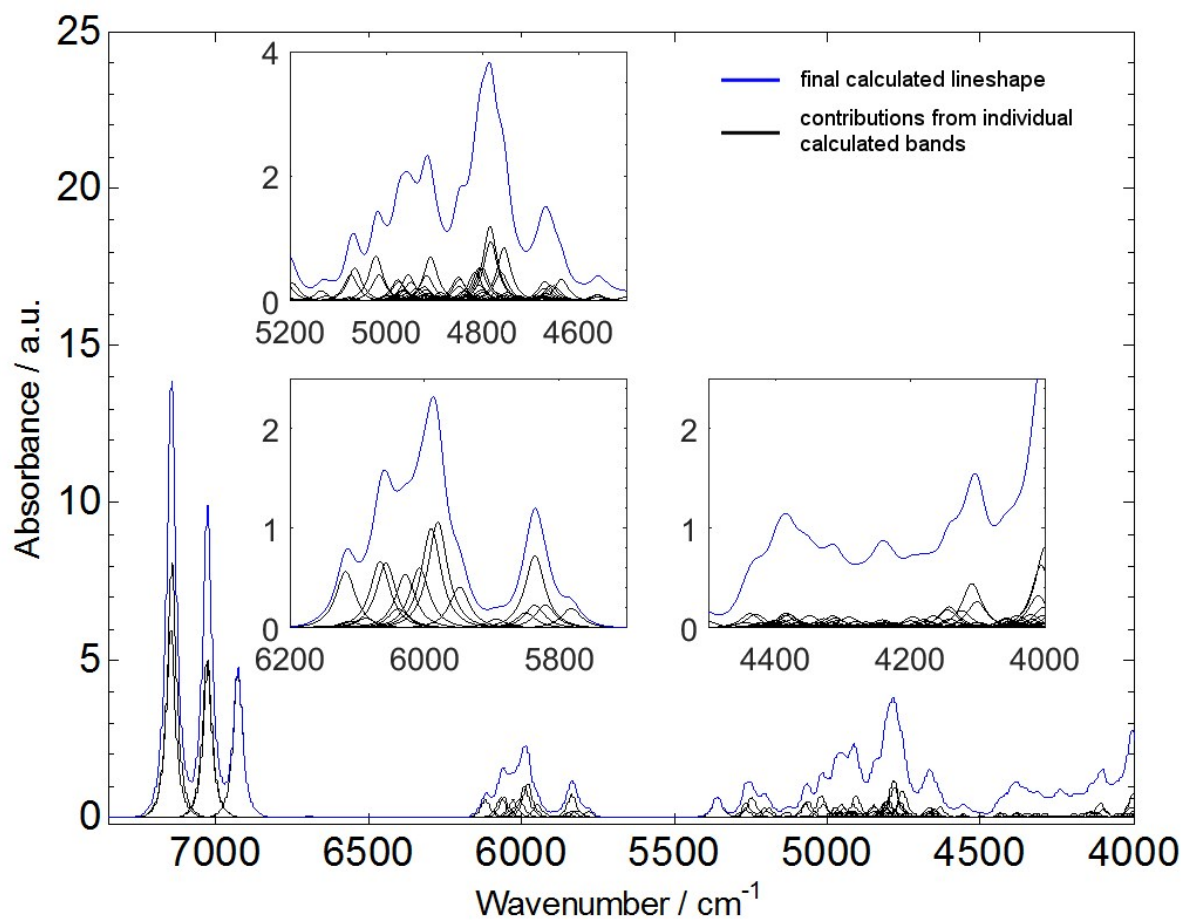 25
20
15
10
5
0
Absorbance / a.u.
4
2
0
5200 5000 4800 4600
final calculated lineshape
contributions from individual
calculated bands
2
1
0
6200 6000 5800
2
1
0
4400 4200 4000
7000 6500 6000 5500 5000 4500 4000
Wavenumber / cm⁻¹